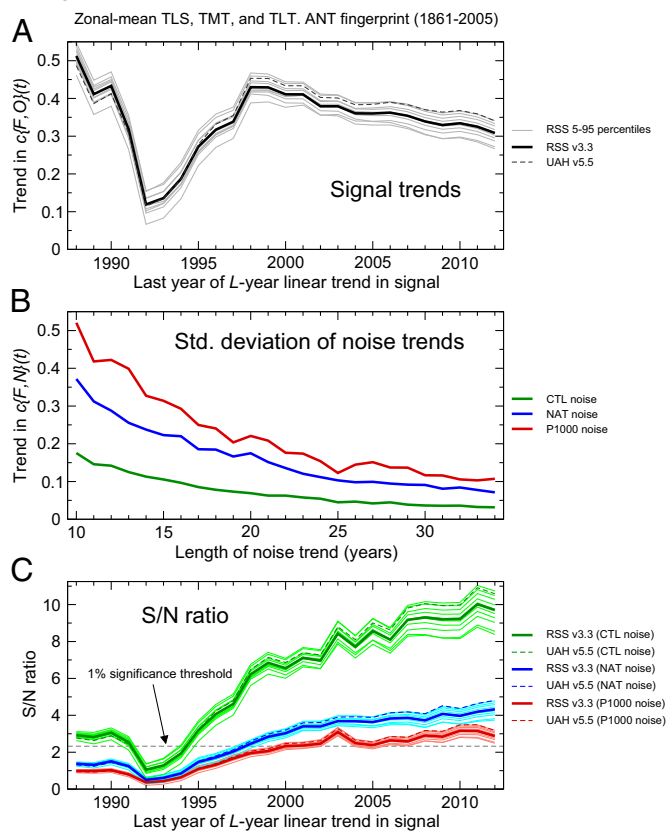 Zonal-mean TLS, TMT, and TLT. ANT fingerprint (1861-2005)
A
0.5
0.4
0.3
0.2
0.1
0
Trend in c{F,O}(t)
Signal trends
RSS 5-95 percentiles
RSS v3.3
UAH v5.5
1990 1995 2000 2005 2010
Last year of L-year linear trend in signal
B
0.5
0.4
0.3
0.2
0.1
0
Trend in c{F,N}(t)
Std. deviation of noise trends
CTL noise
NAT noise
P1000 noise
10 15 20 25 30
Length of noise trend (years)
C
10
8
6
4
2
0
S/N ratio
S/N ratio
1% significance threshold
RSS v3.3 (CTL noise)
UAH v5.5 (CTL noise)
RSS v3.3 (NAT noise)
UAH v5.5 (NAT noise)
RSS v3.3 (P1000 noise)
UAH v5.5 (P1000 noise)
1990 1995 2000 2005 2010
Last year of L-year linear trend in signal